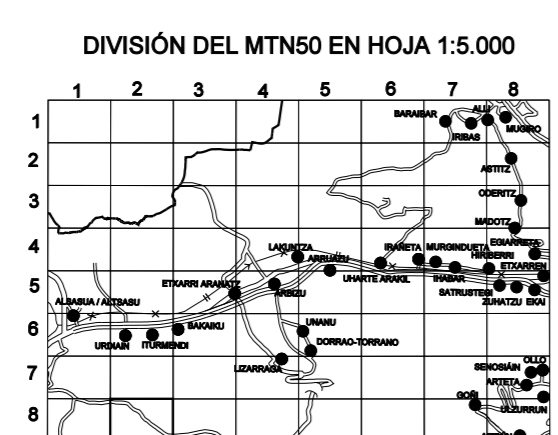 DIVISIÓN DEL MTN50 EN HOJA 1:5.000
1 2 3 4 5 6 7 8
1
BARAIBAR
ALLI
IRIBAS
MUGIRO
2
ASTITZ
3
ODERITZ
MADOTZ
4
LAKUNTZA
IRAÑETA
MURGINDUETA
EGIARRETA
HIRIBERRI
ARRUAZU
ETXARREN
5
ETXARRI ARANATZ
ARBIZU
UHARTE ARAKIL
IHABAR
SATRUSTEGI
ZUHATZU
EKAI
ALSASUA / ALTSASU
6
BAKAIKU
UNANU
URDIAIN
ITURMENDI
DORRAO-TORRANO
7
LIZARRAGA
OLLO
SENOSIÁIN
ARTETA
8
GOÑI
ULZURRUN